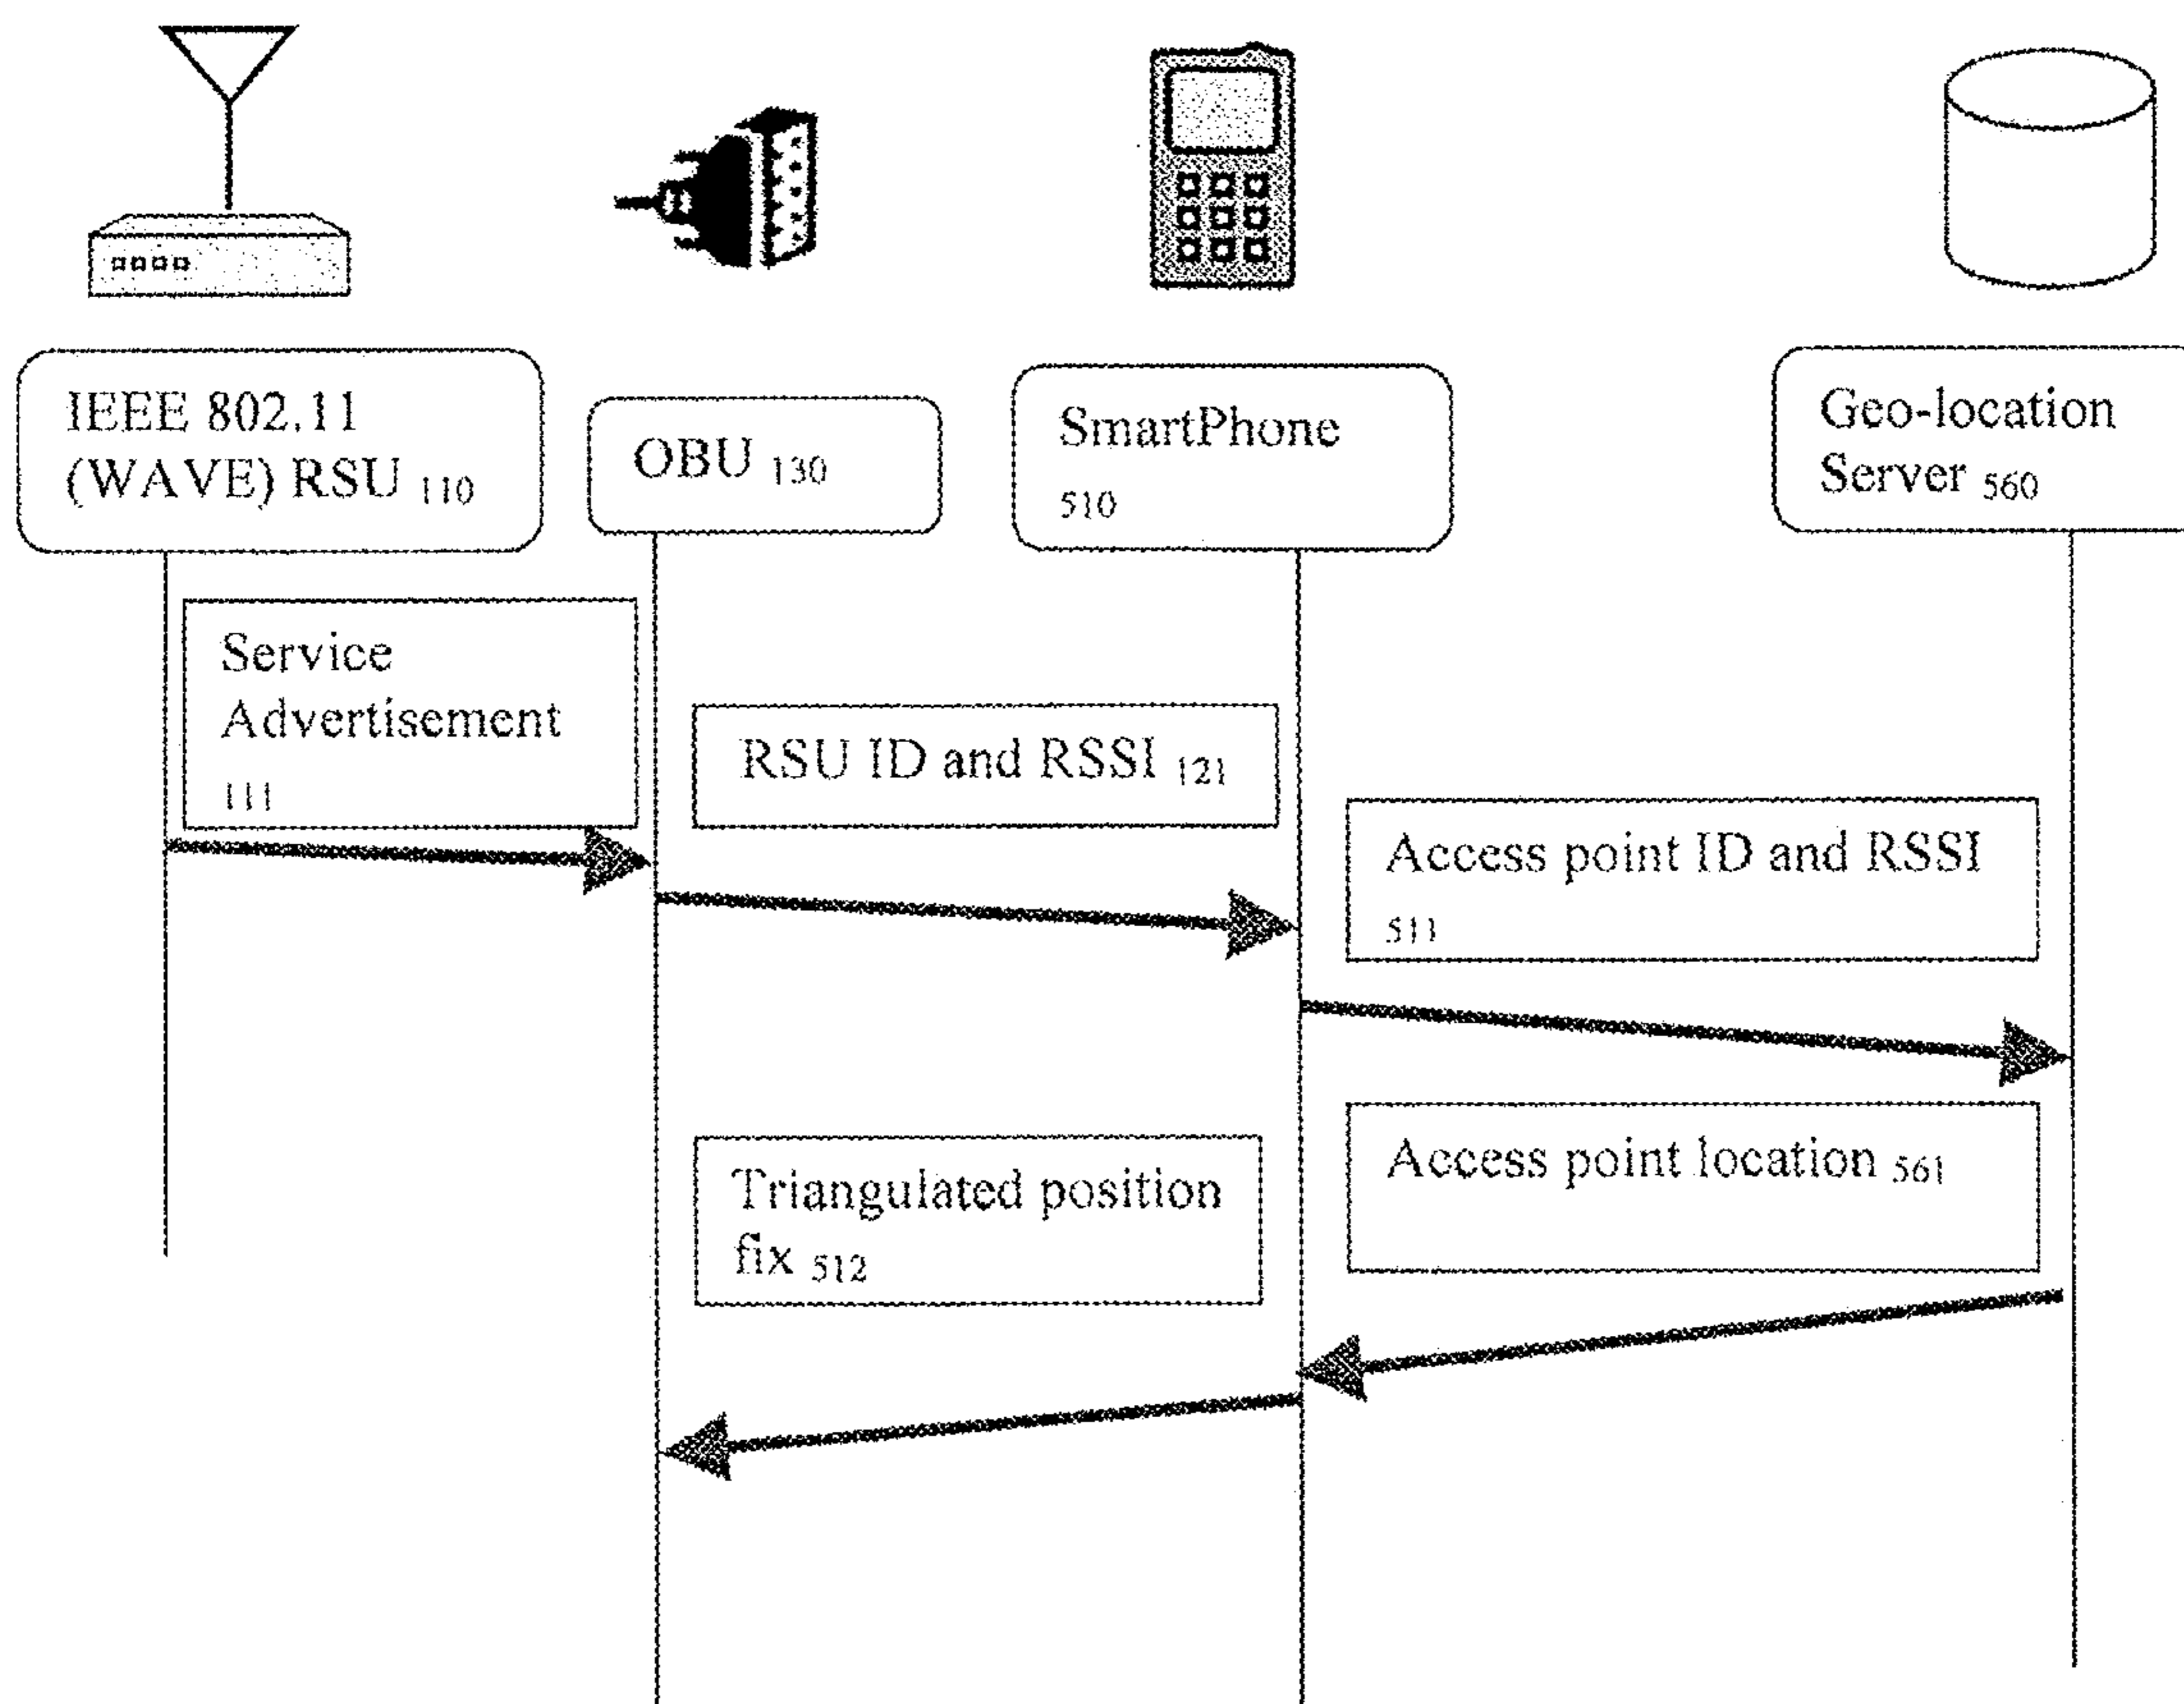 IEEE 802.11
(WAVE) RSU 110
OBU 130
SmartPhone
510
Geo-location
Server 560
Service
Advertisement
111
RSU ID and RSSI 121
Access point ID and RSSI
511
Access point location 561
Triangulated position
fix 512